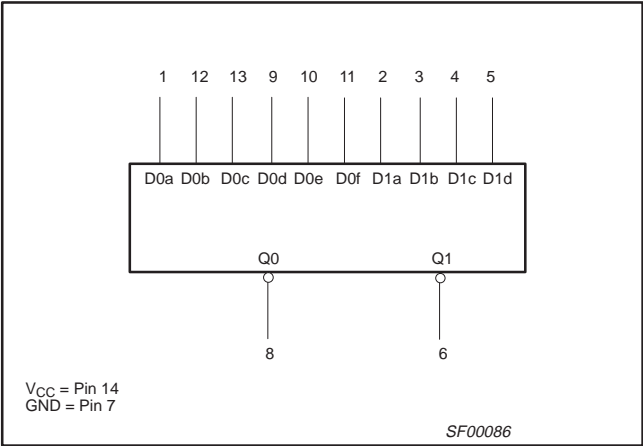 1 12 13 9 10 11 2 3 4 5
D0a D0b D0c D0d D0e D0f D1a D1b D1c D1d
Q0 Q1
8 6
VCC = Pin 14
GND = Pin 7
SF00086